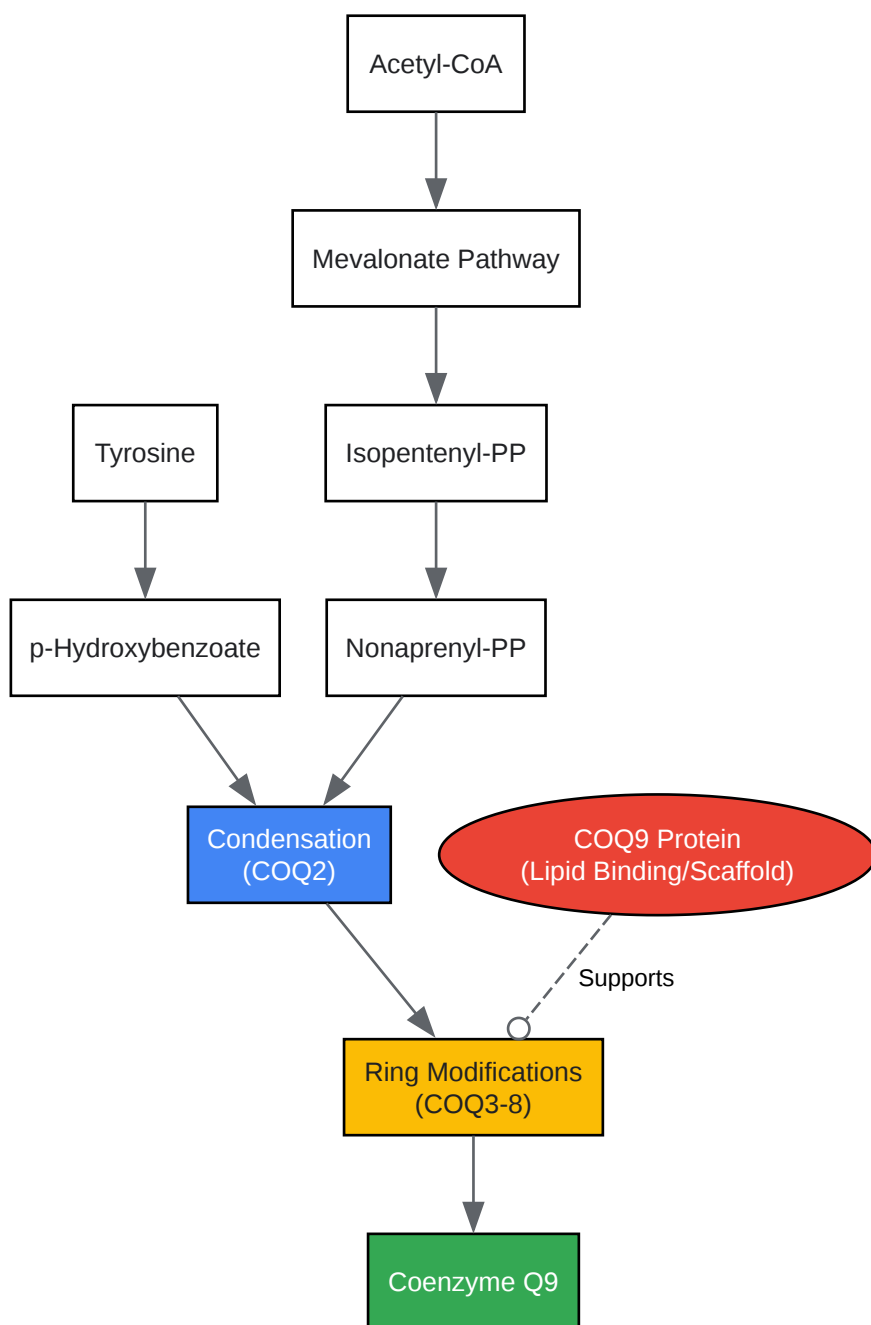 Acetyl-CoA
Mevalonate Pathway
Tyrosine
Isopentenyl-PP
p-Hydroxybenzoate
Nonaprenyl-PP
Condensation
(COQ2)
COQ9 Protein
(Lipid Binding/Scaffold)
Supports
Ring Modifications
(COQ3-8)
Coenzyme Q9